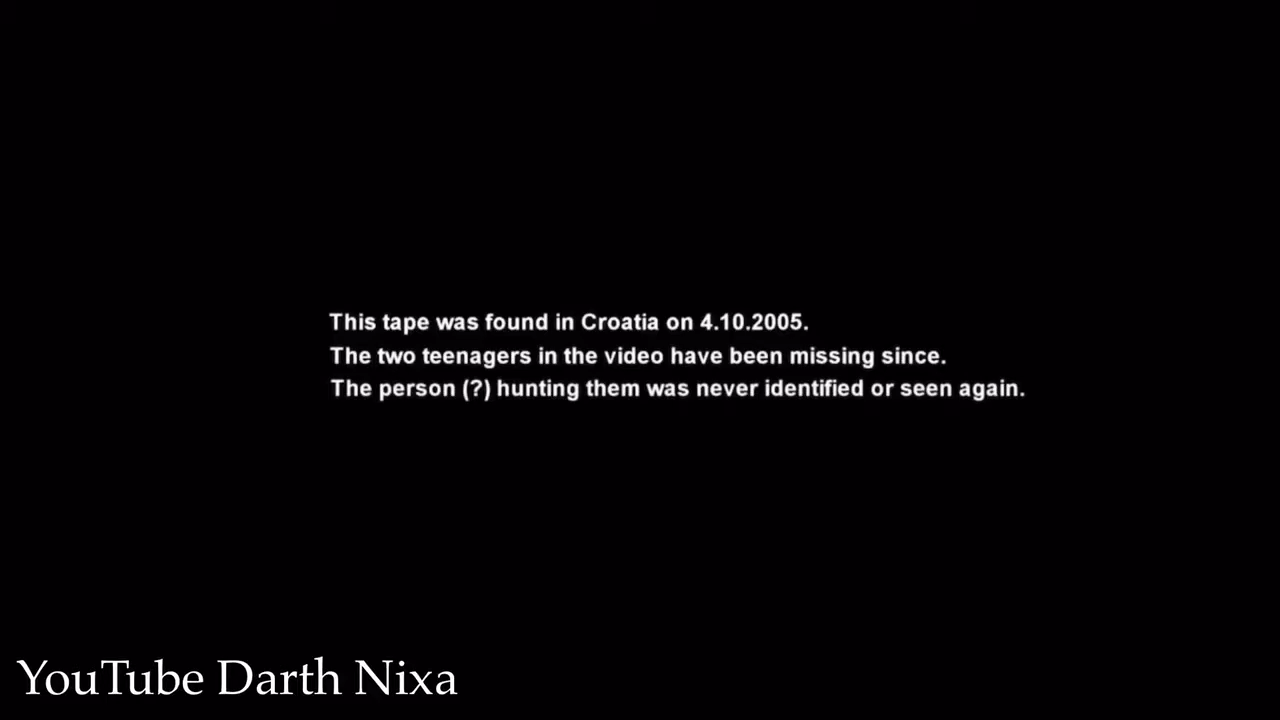 This tape was found in Croatia on 4.10.2005.
The two teenagers in the video have been missing since.
The person (?) hunting them was never identified or seen again.
YouTube Darth Nixa